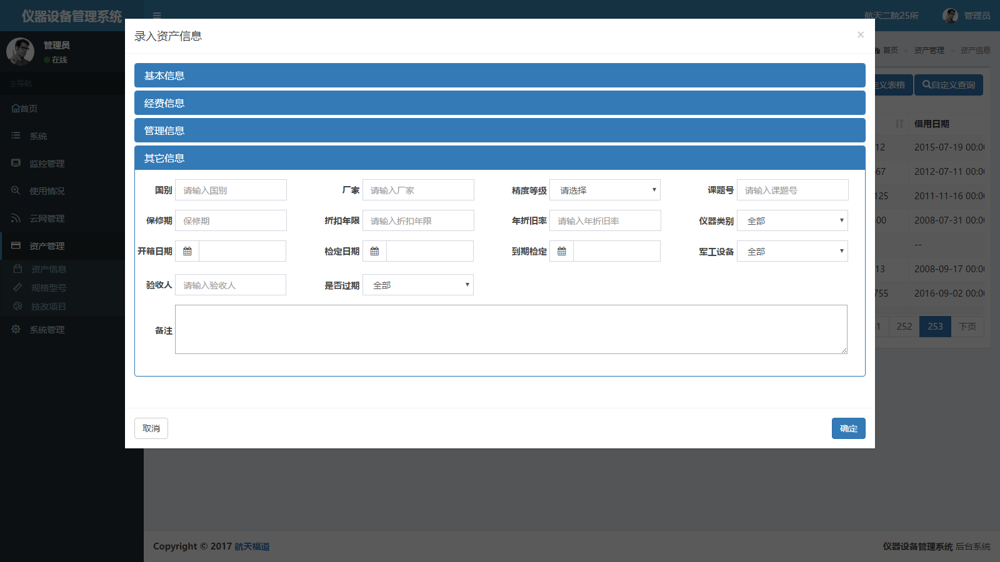 仪器设备管理系统
航天二院25所 管理员
管理员
在线
主导航
首页
系统
监控管理
使用情况
云网管理
资产管理
资产信息
规格型号
技改项目
系统管理
录入资产信息 ×
基本信息
经费信息
管理信息
其它信息
国别 请输入国别 厂家 请输入厂家 精度等级 请选择 课题号 请输入课题号
保修期 保修期 折扣年限 请输入折扣年限 年折旧率 请输入年折旧率 仪器类别 全部
开箱日期 检定日期 到期检定 军工设备 全部
验收人 请输入验收人 是否过期 全部
备注
取消 确定
首页 > 资产管理 > 资产信息
定义表格 自定义查询
借用日期
12 2015-07-19 00:0
67 2012-07-11 00:0
125 2011-11-16 00:0
00 2008-07-31 00:0
--
13 2008-09-17 00:0
755 2016-09-02 00:0
1 252 253 下页
Copyright © 2017 航天福道
仪器设备管理系统 后台系统